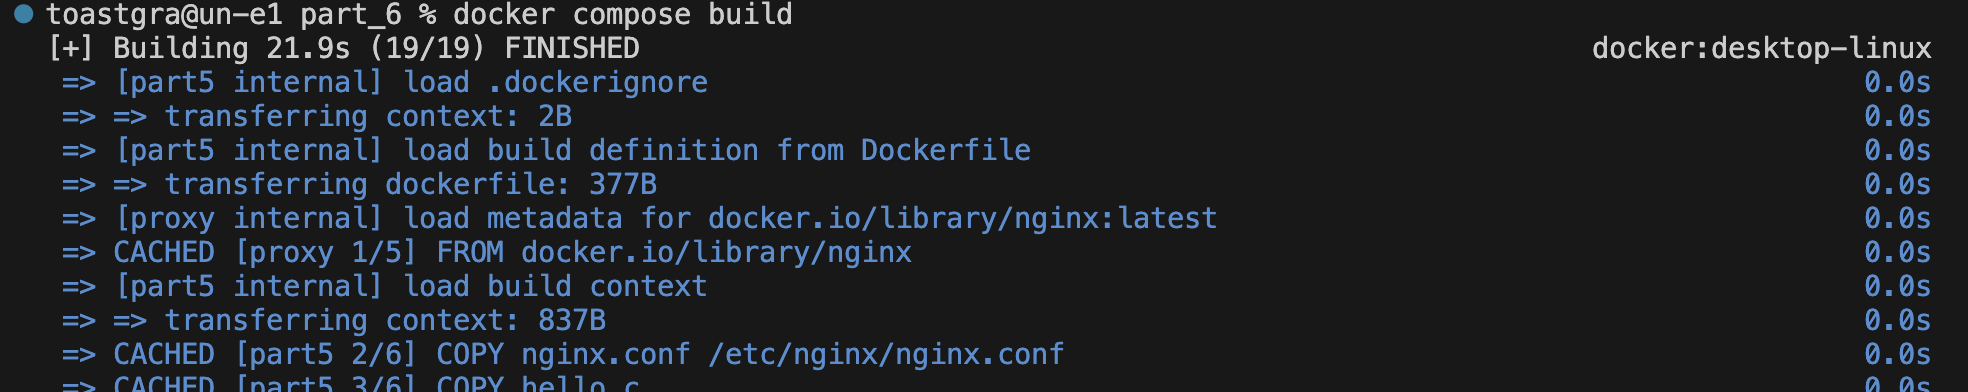 toastgra@un-e1 part_6 % docker compose build
[+] Building 21.9s (19/19) FINISHED docker:desktop-linux
=> [part5 internal] load .dockerignore 0.0s
=> => transferring context: 2B 0.0s
=> [part5 internal] load build definition from Dockerfile 0.0s
=> => transferring dockerfile: 377B 0.0s
=> [proxy internal] load metadata for docker.io/library/nginx:latest 0.0s
=> CACHED [proxy 1/5] FROM docker.io/library/nginx 0.0s
=> [part5 internal] load build context 0.0s
=> => transferring context: 837B 0.0s
=> CACHED [part5 2/6] COPY nginx.conf /etc/nginx/nginx.conf 0.0s
=> CACHED [part5 3/6] COPY hello.c 0.0s